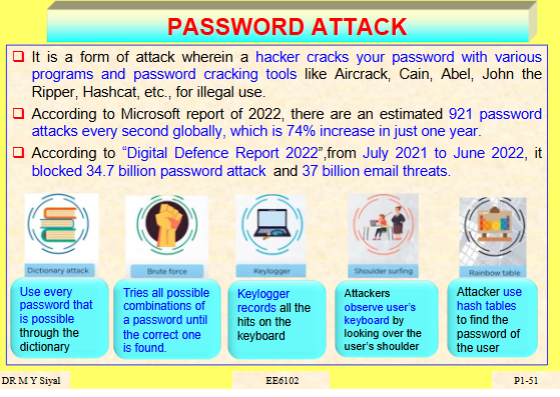 PASSWORD ATTACK
It is a form of attack wherein a hacker cracks your password with various
programs and password cracking tools like Aircrack, Cain, Abel, John the
Ripper, Hashcat, etc., for illegal use.
According to Microsoft report of 2022, there are an estimated 921 password
attacks every second globally, which is 74% increase in just one year.
According to “Digital Defence Report 2022”,from July 2021 to June 2022, it
blocked 34.7 billion password attack and 37 billion email threats.
Dictionary attack
Brute force
Keylogger
Shoulder surfing
Rainbow table
Use every
password that
is possible
through the
dictionary
Tries all possible
combinations of
a password until
the correct one
is found.
Keylogger
records all the
hits on the
keyboard
Attackers
observe user's
keyboard by
looking over the
user's shoulder
Attacker use
hash tables
to find the
password of
the user
DR M Y Siyal
EE6102
P1-51